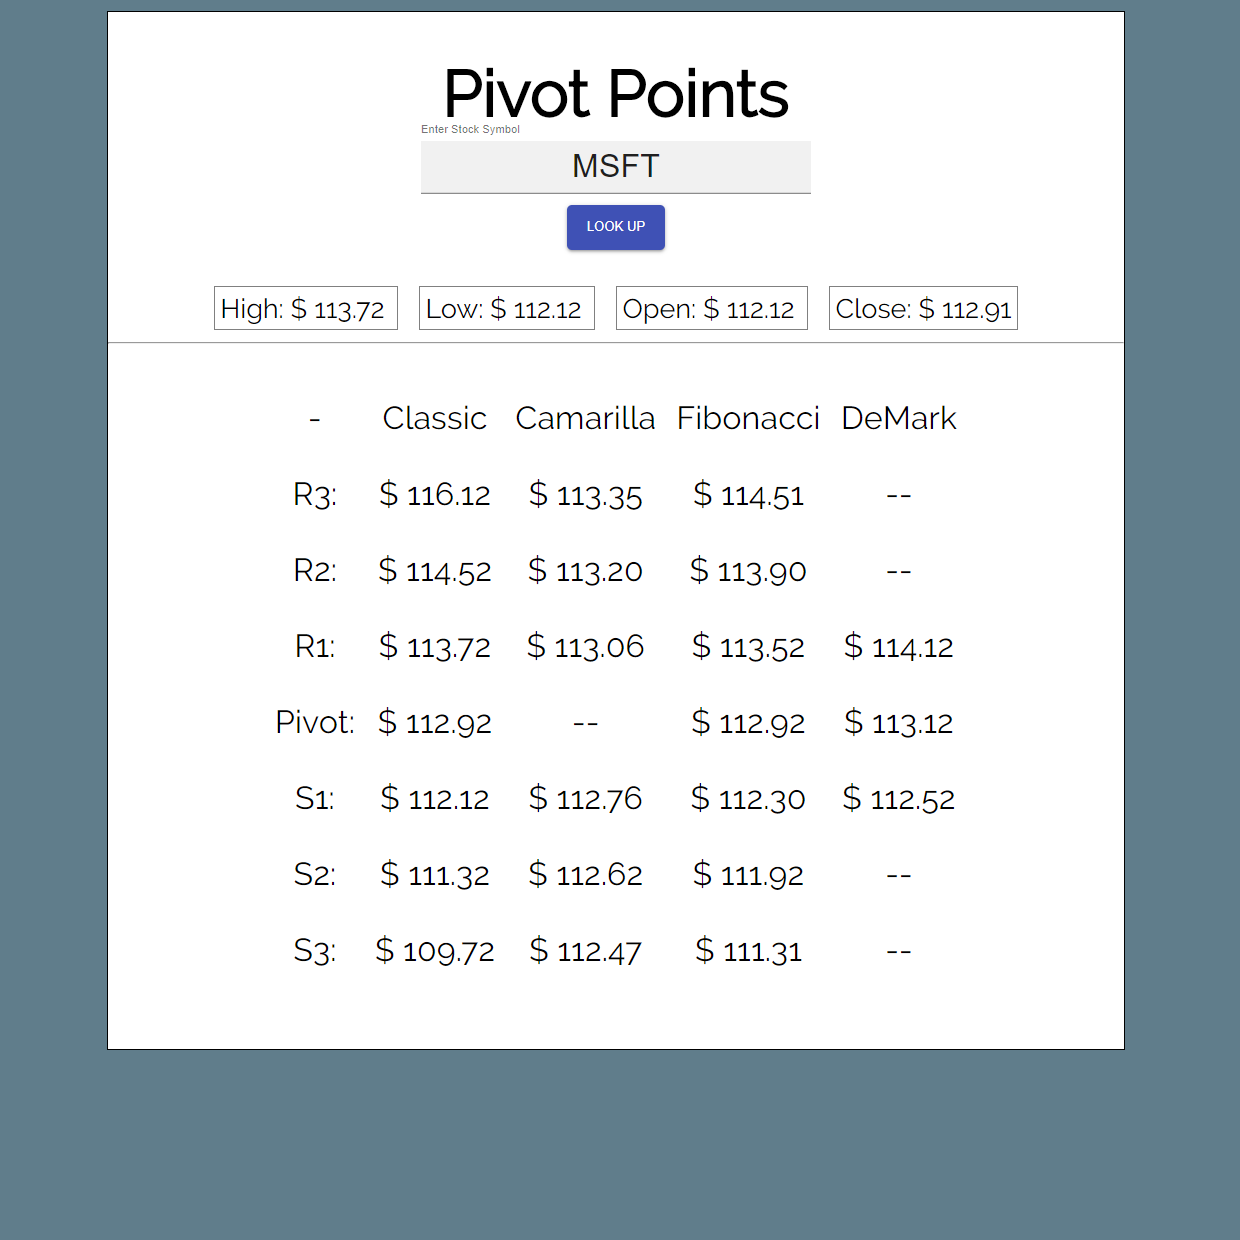 Pivot Points
Enter Stock Symbol
MSFT
LOOK UP
High: $ 113.72 Low: $ 112.12 Open: $ 112.12 Close: $ 112.91
- Classic Camarilla Fibonacci DeMark
R3: $ 116.12 $ 113.35 $ 114.51 --
R2: $ 114.52 $ 113.20 $ 113.90 --
R1: $ 113.72 $ 113.06 $ 113.52 $ 114.12
Pivot: $ 112.92 -- $ 112.92 $ 113.12
S1: $ 112.12 $ 112.76 $ 112.30 $ 112.52
S2: $ 111.32 $ 112.62 $ 111.92 --
S3: $ 109.72 $ 112.47 $ 111.31 --